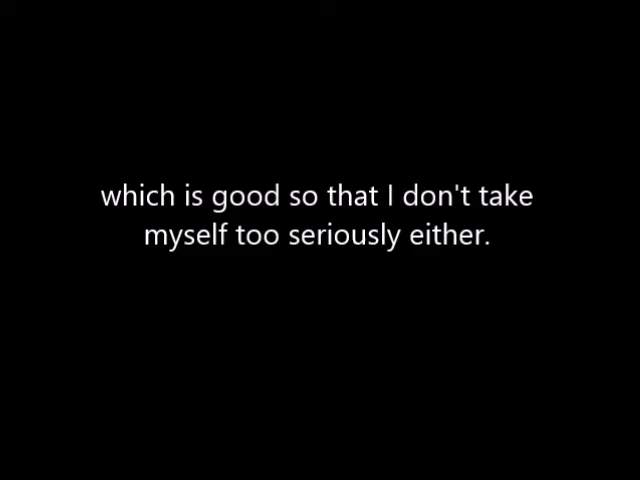 which is good so that I don't take
myself too seriously either.